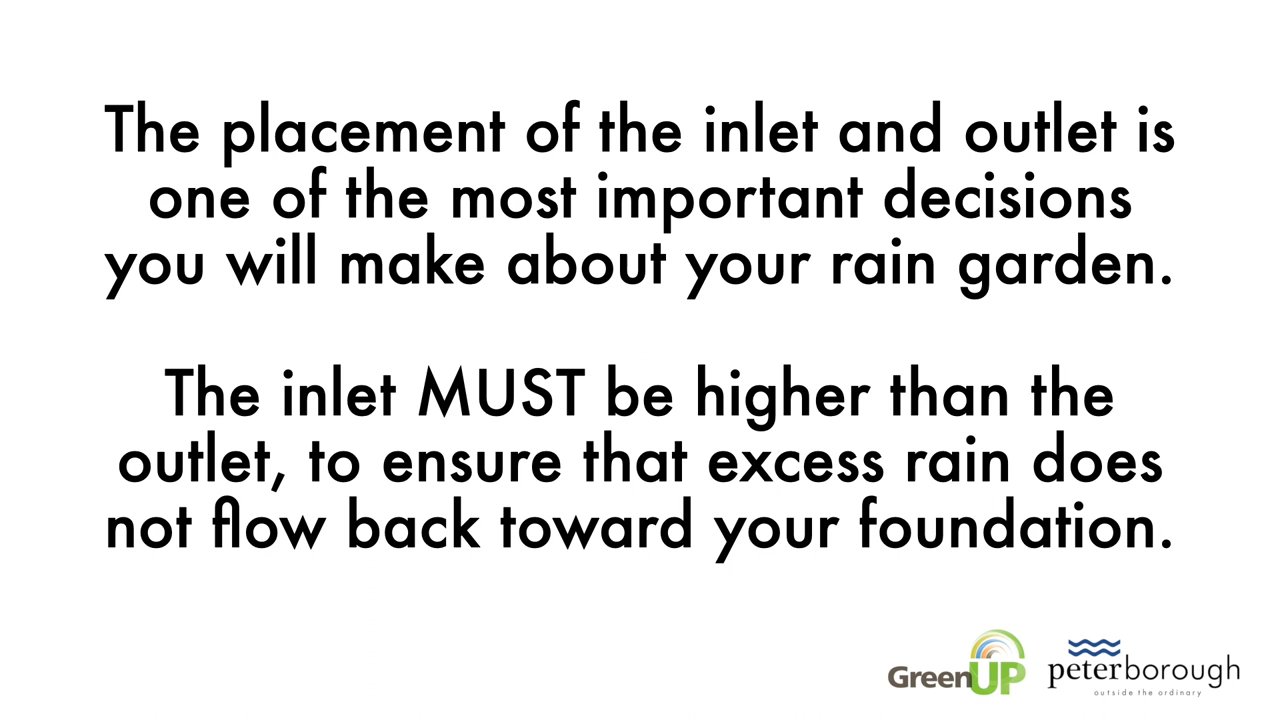 The placement of the inlet and outlet is
one of the most important decisions
you will make about your rain garden.
The inlet MUST be higher than the
outlet, to ensure that excess rain does
not flow back toward your foundation.
GreenUP
peterborough
outside the ordinary